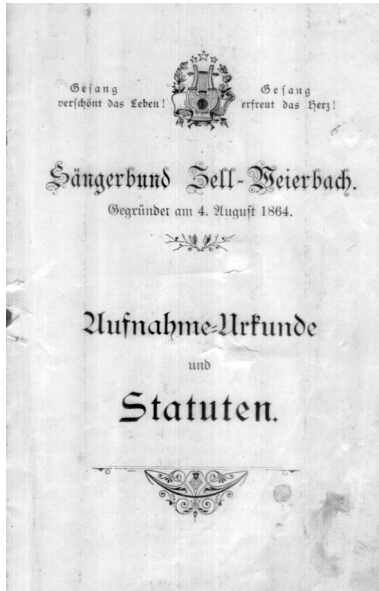 Gesang
verschönt das Leben!
Gesang
erfreut das Herz!
Sängerbund Zell-Weierbach.
Gegründet am 4. August 1864.
Aufnahme-Urkunde
und
Statuten.